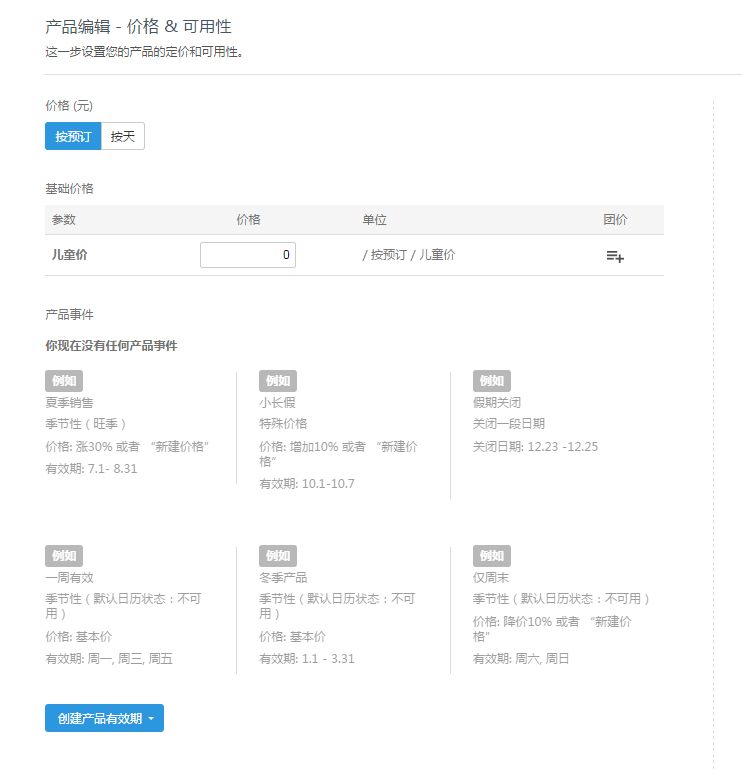 产品编辑 - 价格 & 可用性
这一步设置您的产品的定价和可用性。
价格 (元)
按预订 按天
基础价格
参数 价格 单位 团价
儿童价 0 / 按预订 / 儿童价
产品事件
你现在没有任何产品事件
例如
夏季销售
季节性 ( 旺季 )
价格: 涨30% 或者 “新建价格”
有效期: 7.1- 8.31
例如
小长假
特殊价格
价格: 增加10% 或者 “新建价
格”
有效期: 10.1-10.7
例如
假期关闭
关闭一段日期
关闭日期: 12.23 -12.25
例如
一周有效
季节性 ( 默认日历状态：不可
用 )
价格: 基本价
有效期: 周一, 周三, 周五
例如
冬季产品
季节性 ( 默认日历状态：不可
用 )
价格: 基本价
有效期: 1.1 - 3.31
例如
仅周末
季节性 ( 默认日历状态：不可用 )
价格: 降价10% 或者 “新建价
格”
有效期: 周六, 周日
创建产品有效期